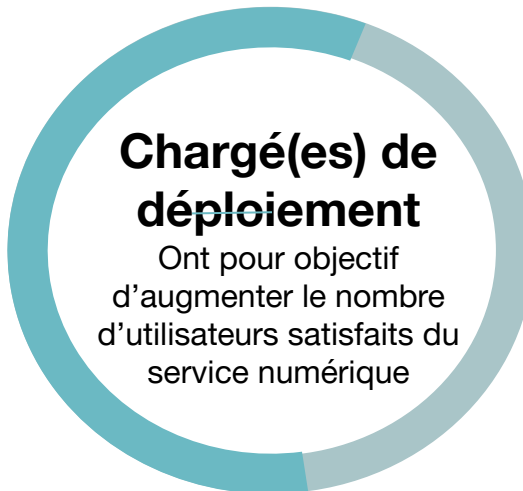 Chargé(es) de
déploiement
Ont pour objectif
d’augmenter le nombre
d’utilisateurs satisfaits du
service numérique